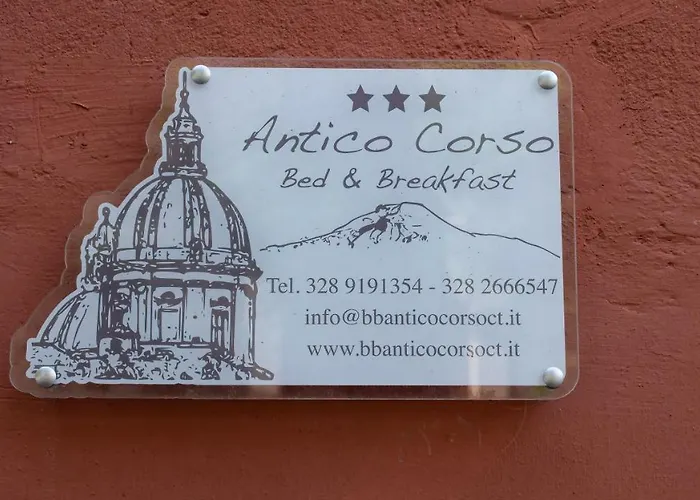 Antico Corso
Bed & Breakfast
Tel. 328 9191354 - 328 2666547
info@bbanticocorsoct.it
www.bbanticocorsoct.it